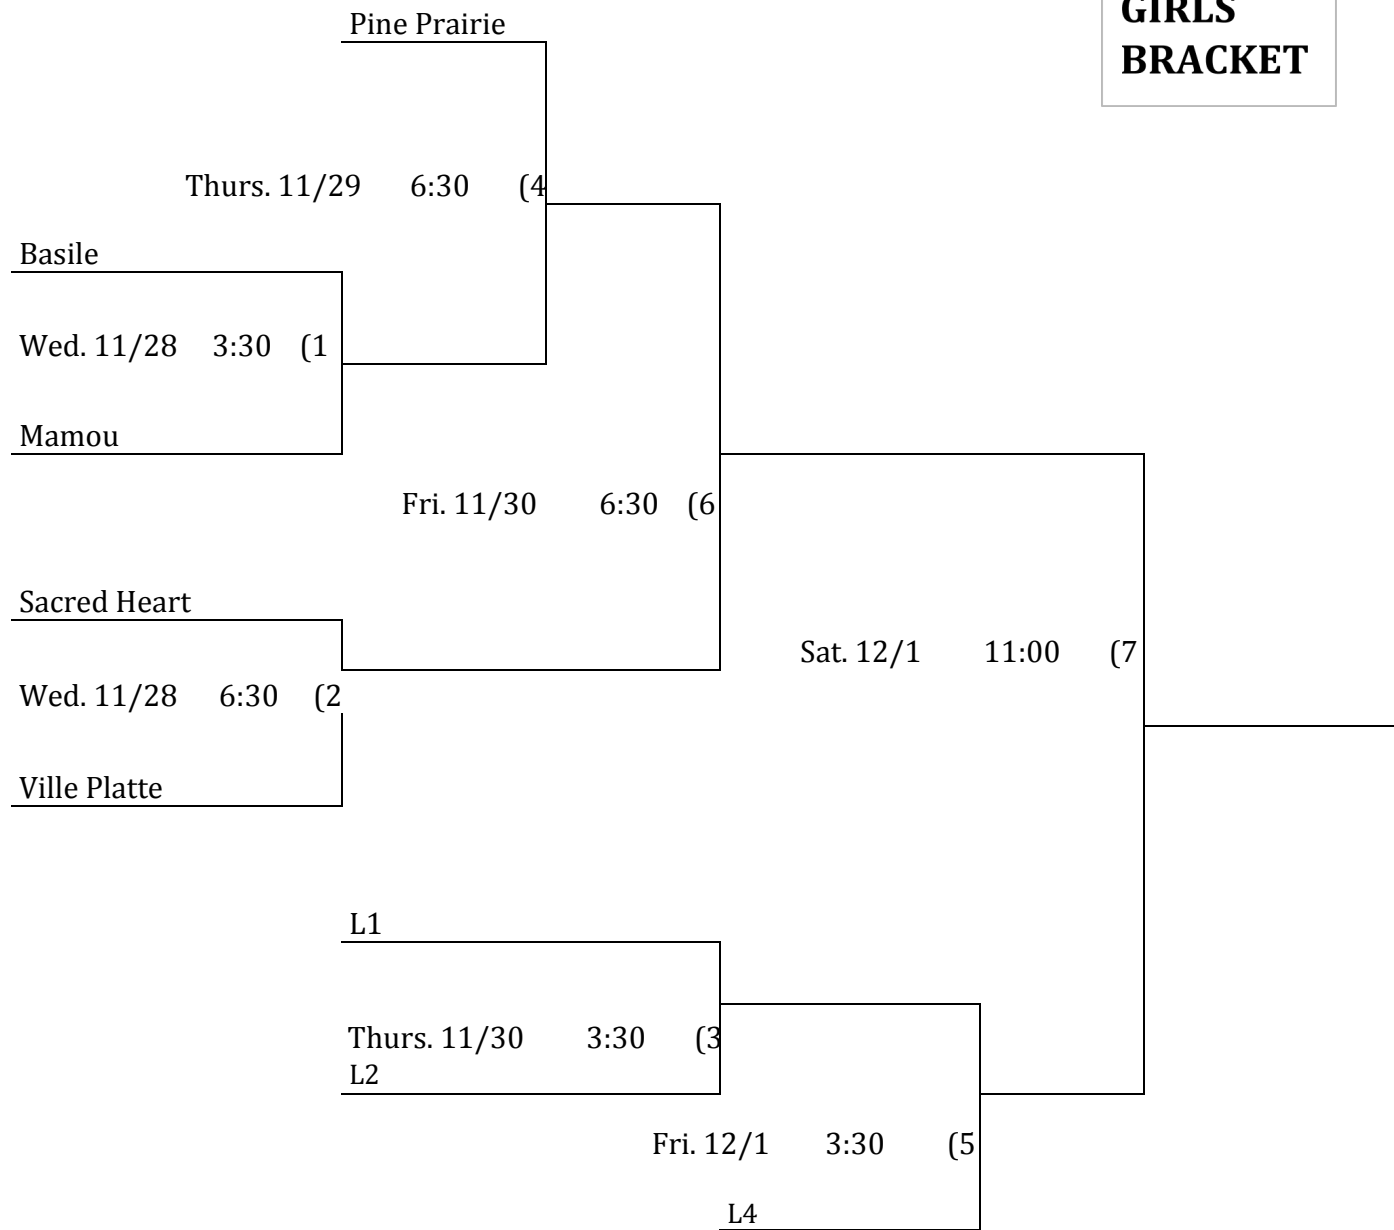 GIRLS
BRACKET
Pine Prairie
Thurs. 11/29 6:30 (4
Basile
Wed. 11/28 3:30 (1
Mamou
Fri. 11/30 6:30 (6
Sacred Heart
Sat. 12/1 11:00 (7
Wed. 11/28 6:30 (2
Ville Platte
L1
Thurs. 11/30 3:30 (3
L2
Fri. 12/1 3:30 (5
L4